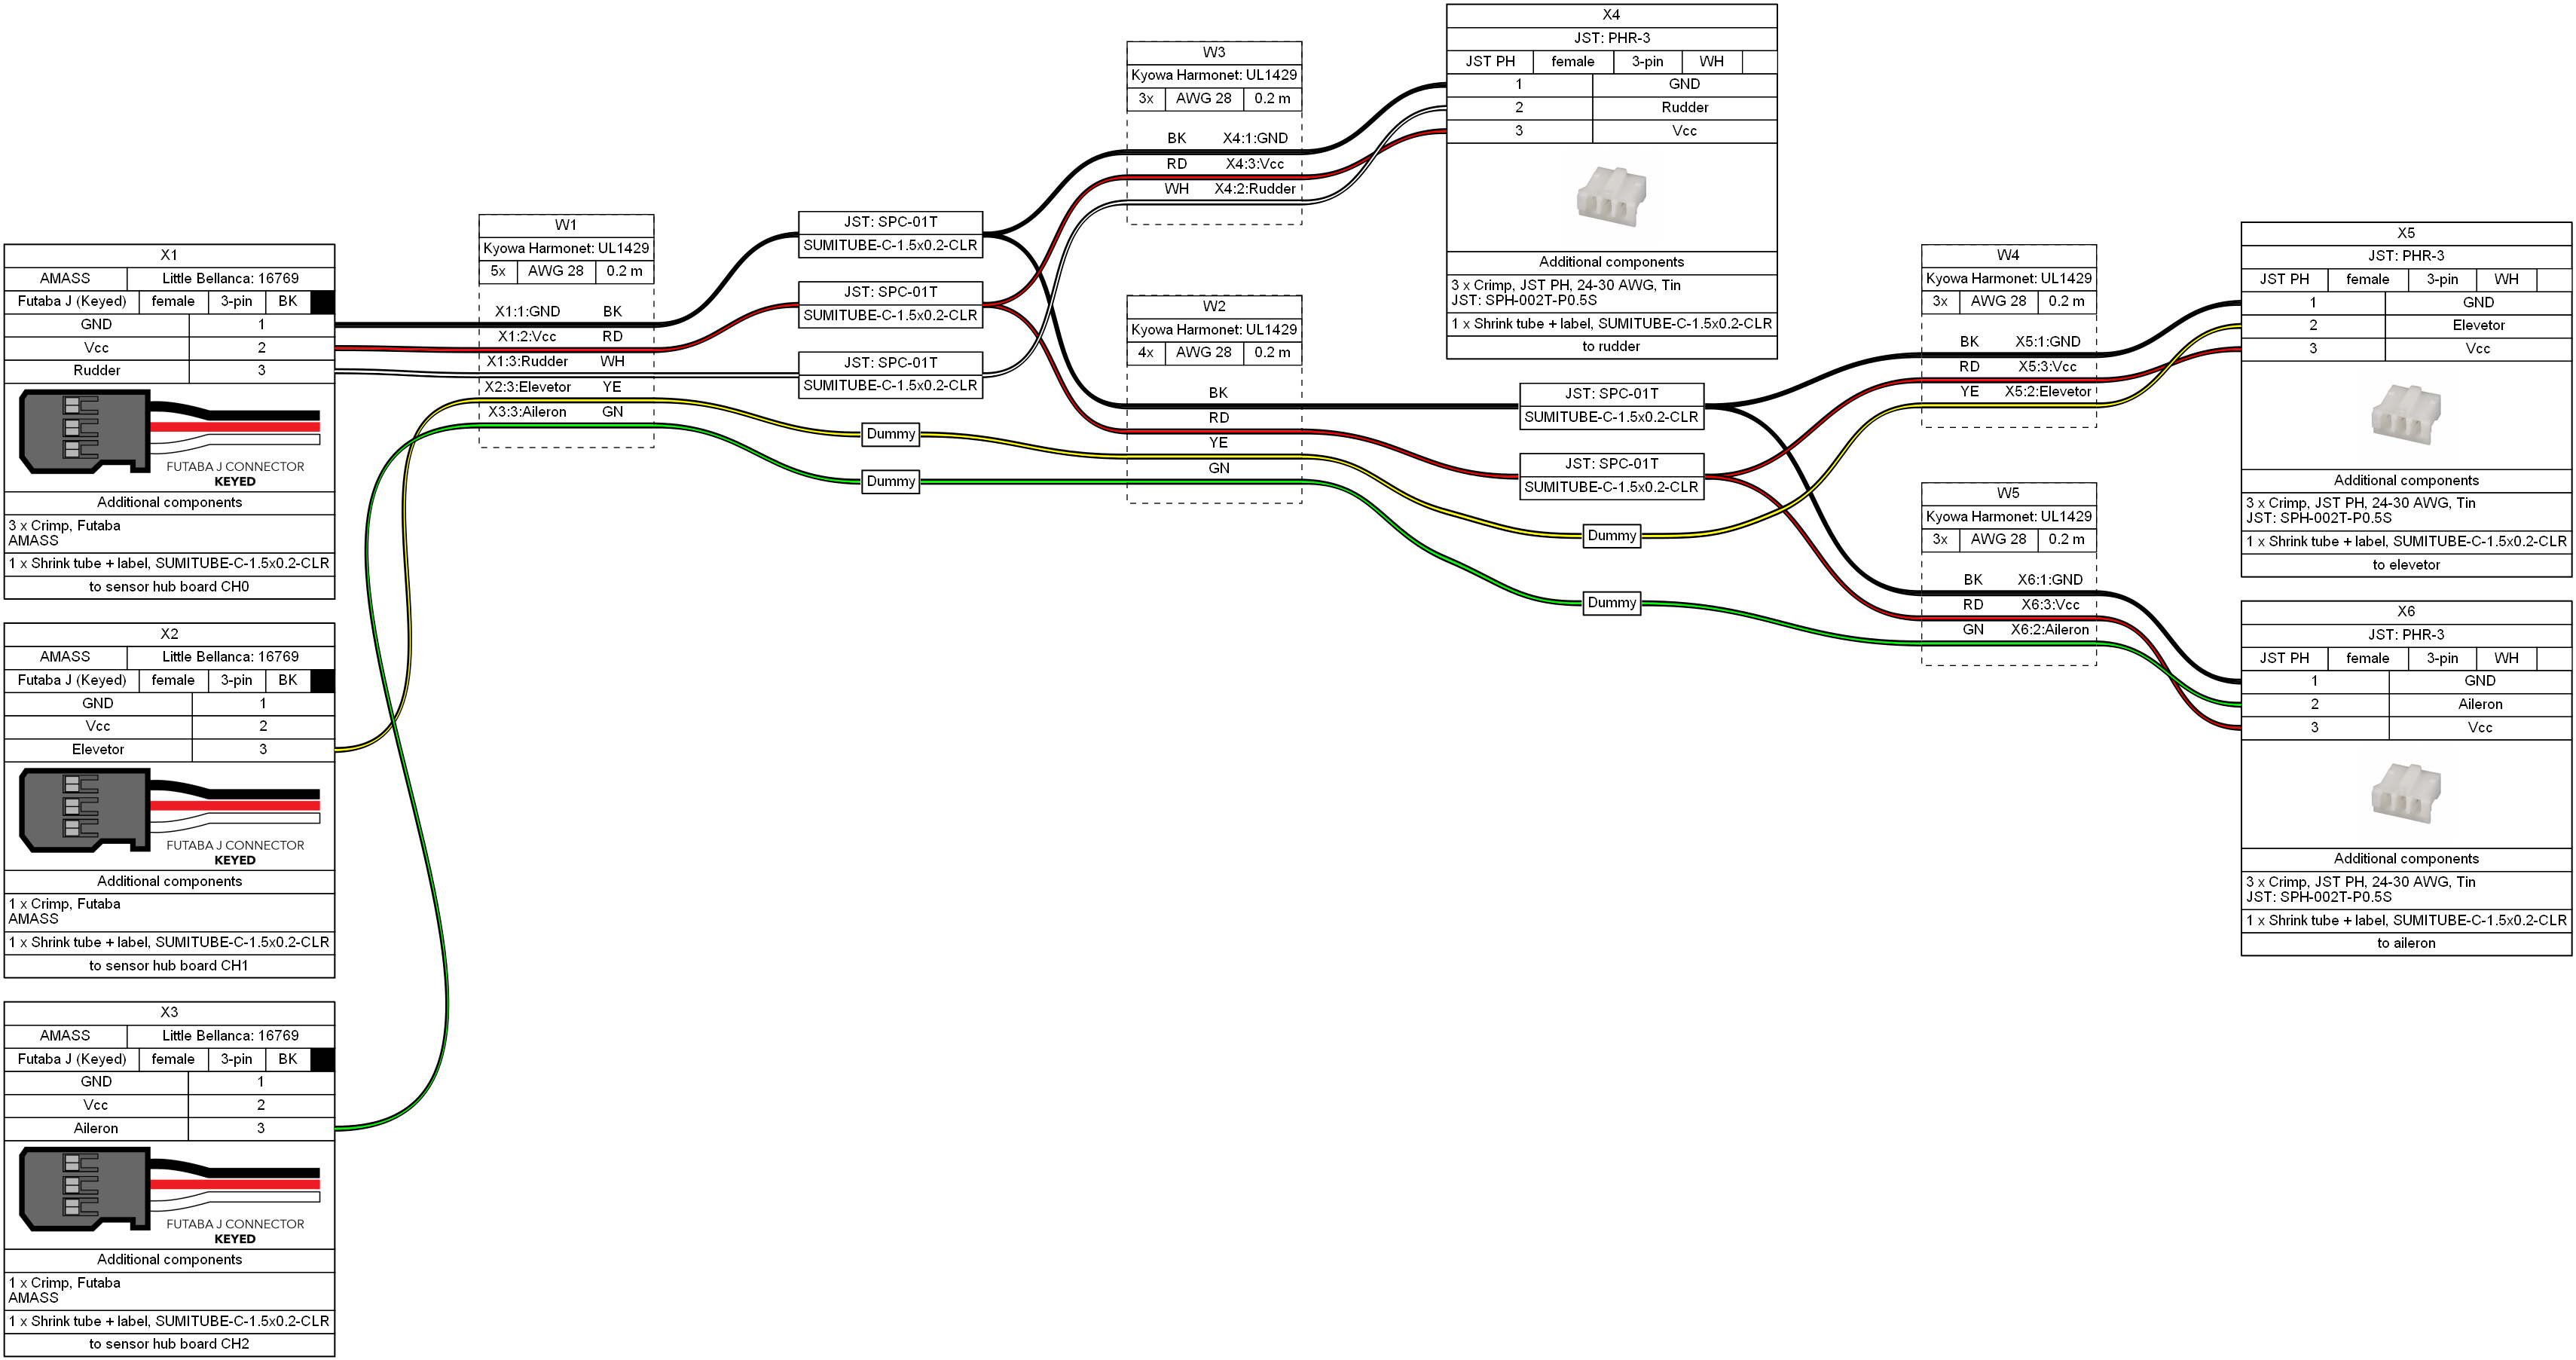 X1
AMASS Little Bellanca: 16769
Futaba J (Keyed) female 3-pin BK
GND 1
Vcc 2
Rudder 3
FUTABA J CONNECTOR
KEYED
Additional components
3 x Crimp, Futaba
AMASS
1 x Shrink tube + label, SUMITUBE-C-1.5x0.2-CLR
to sensor hub board CH0
X2
AMASS Little Bellanca: 16769
Futaba J (Keyed) female 3-pin BK
GND 1
Vcc 2
Elevetor 3
FUTABA J CONNECTOR
KEYED
Additional components
1 x Crimp, Futaba
AMASS
1 x Shrink tube + label, SUMITUBE-C-1.5x0.2-CLR
to sensor hub board CH1
X3
AMASS Little Bellanca: 16769
Futaba J (Keyed) female 3-pin BK
GND 1
Vcc 2
Aileron 3
FUTABA J CONNECTOR
KEYED
Additional components
1 x Crimp, Futaba
AMASS
1 x Shrink tube + label, SUMITUBE-C-1.5x0.2-CLR
to sensor hub board CH2
W1
Kyowa Harmonet: UL1429
5x AWG 28 0.2 m
X1:1:GND BK
X1:2:Vcc RD
X1:3:Rudder WH
X2:3:Elevetor YE
X3:3:Aileron GN
JST: SPC-01T
SUMITUBE-C-1.5x0.2-CLR
JST: SPC-01T
SUMITUBE-C-1.5x0.2-CLR
JST: SPC-01T
SUMITUBE-C-1.5x0.2-CLR
Dummy
Dummy
W3
Kyowa Harmonet: UL1429
3x AWG 28 0.2 m
BK X4:1:GND
RD X4:3:Vcc
WH X4:2:Rudder
W2
Kyowa Harmonet: UL1429
4x AWG 28 0.2 m
BK
RD
YE
GN
X4
JST: PHR-3
JST PH female 3-pin WH
1 GND
2 Rudder
3 Vcc
Additional components
3 x Crimp, JST PH, 24-30 AWG, Tin
JST: SPH-002T-P0.5S
1 x Shrink tube + label, SUMITUBE-C-1.5x0.2-CLR
to rudder
JST: SPC-01T
SUMITUBE-C-1.5x0.2-CLR
JST: SPC-01T
SUMITUBE-C-1.5x0.2-CLR
Dummy
Dummy
W4
Kyowa Harmonet: UL1429
3x AWG 28 0.2 m
BK X5:1:GND
RD X5:3:Vcc
YE X5:2:Elevetor
W5
Kyowa Harmonet: UL1429
3x AWG 28 0.2 m
BK X6:1:GND
RD X6:3:Vcc
GN X6:2:Aileron
X5
JST: PHR-3
JST PH female 3-pin WH
1 GND
2 Elevetor
3 Vcc
Additional components
3 x Crimp, JST PH, 24-30 AWG, Tin
JST: SPH-002T-P0.5S
1 x Shrink tube + label, SUMITUBE-C-1.5x0.2-CLR
to elevetor
X6
JST: PHR-3
JST PH female 3-pin WH
1 GND
2 Aileron
3 Vcc
Additional components
3 x Crimp, JST PH, 24-30 AWG, Tin
JST: SPH-002T-P0.5S
1 x Shrink tube + label, SUMITUBE-C-1.5x0.2-CLR
to aileron